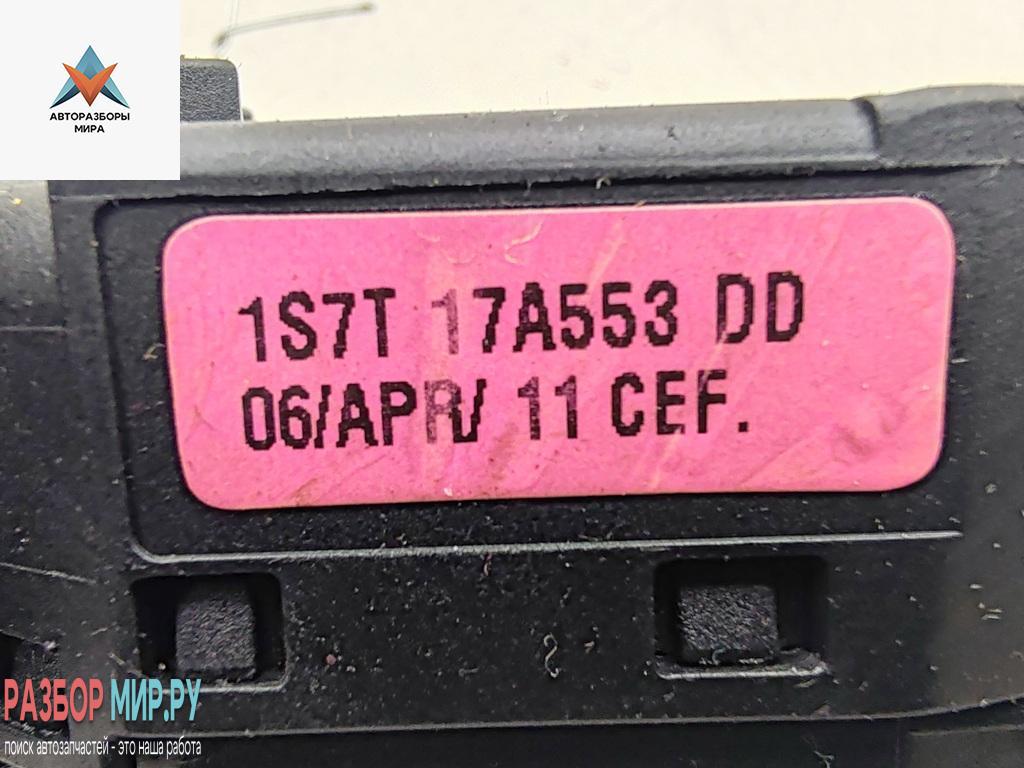 АВТОРАЗБОРЫ
МИРА
1S7T 17A553 DD
06/APR/ 11 CEF.
РАЗБОР МИР.РУ
поиск автозапчастей - это наша работа